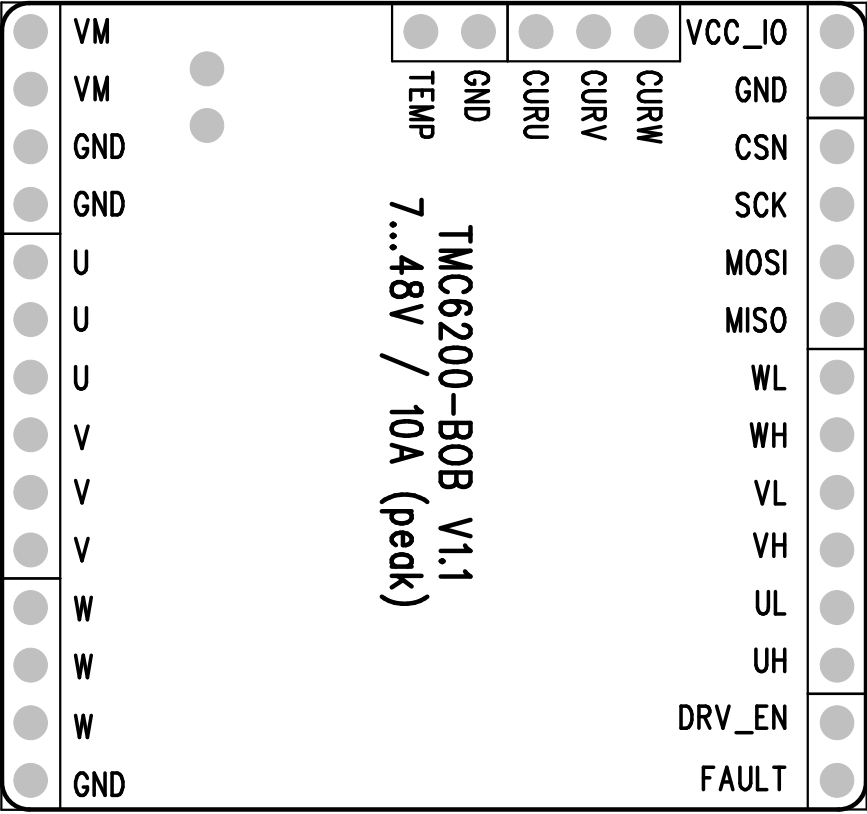 VM
VM
GND
GND
U
U
U
V
V
V
W
W
W
GND
TEMP
GND
CURU
CURV
CURW
TMC6200-BOB V1.1
7...48V / 10A (peak)
VCC_IO
GND
CSN
SCK
MOSI
MISO
WL
WH
VL
VH
UL
UH
DRV_EN
FAULT